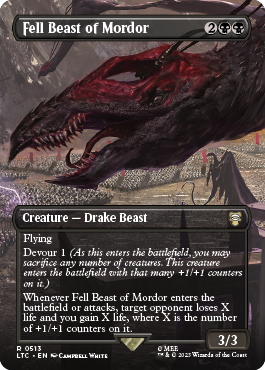 Fell Beast of Mordor 2
Creature — Drake Beast
Flying
Devour 1 (As this enters the battlefield, you may
sacrifice any number of creatures. This creature
enters the battlefield with that many +1/+1 counters
on it.)
Whenever Fell Beast of Mordor enters the
battlefield or attacks, target opponent loses X
life and you gain X life, where X is the number
of +1/+1 counters on it.
3/3
R 0513
LTC • EN Campbell White
© MEE
™ & © 2023 Wizards of the Coast